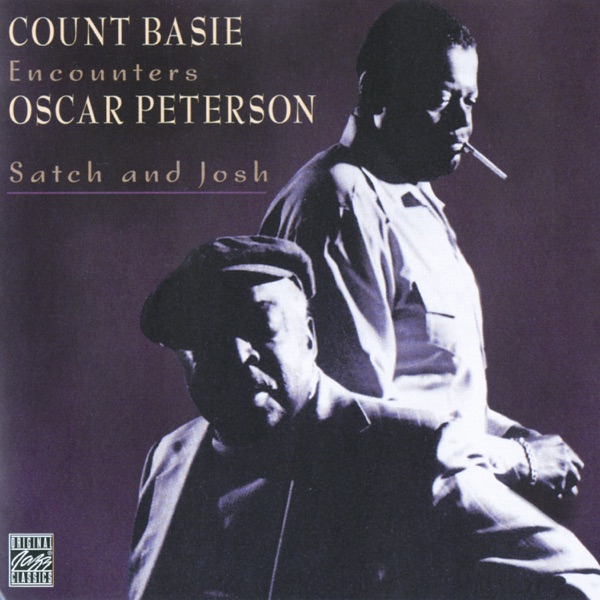 COUNT BASIE
Encounters
OSCAR PETERSON
Satch and Josh
ORIGINAL
Jazz
CLASSICS